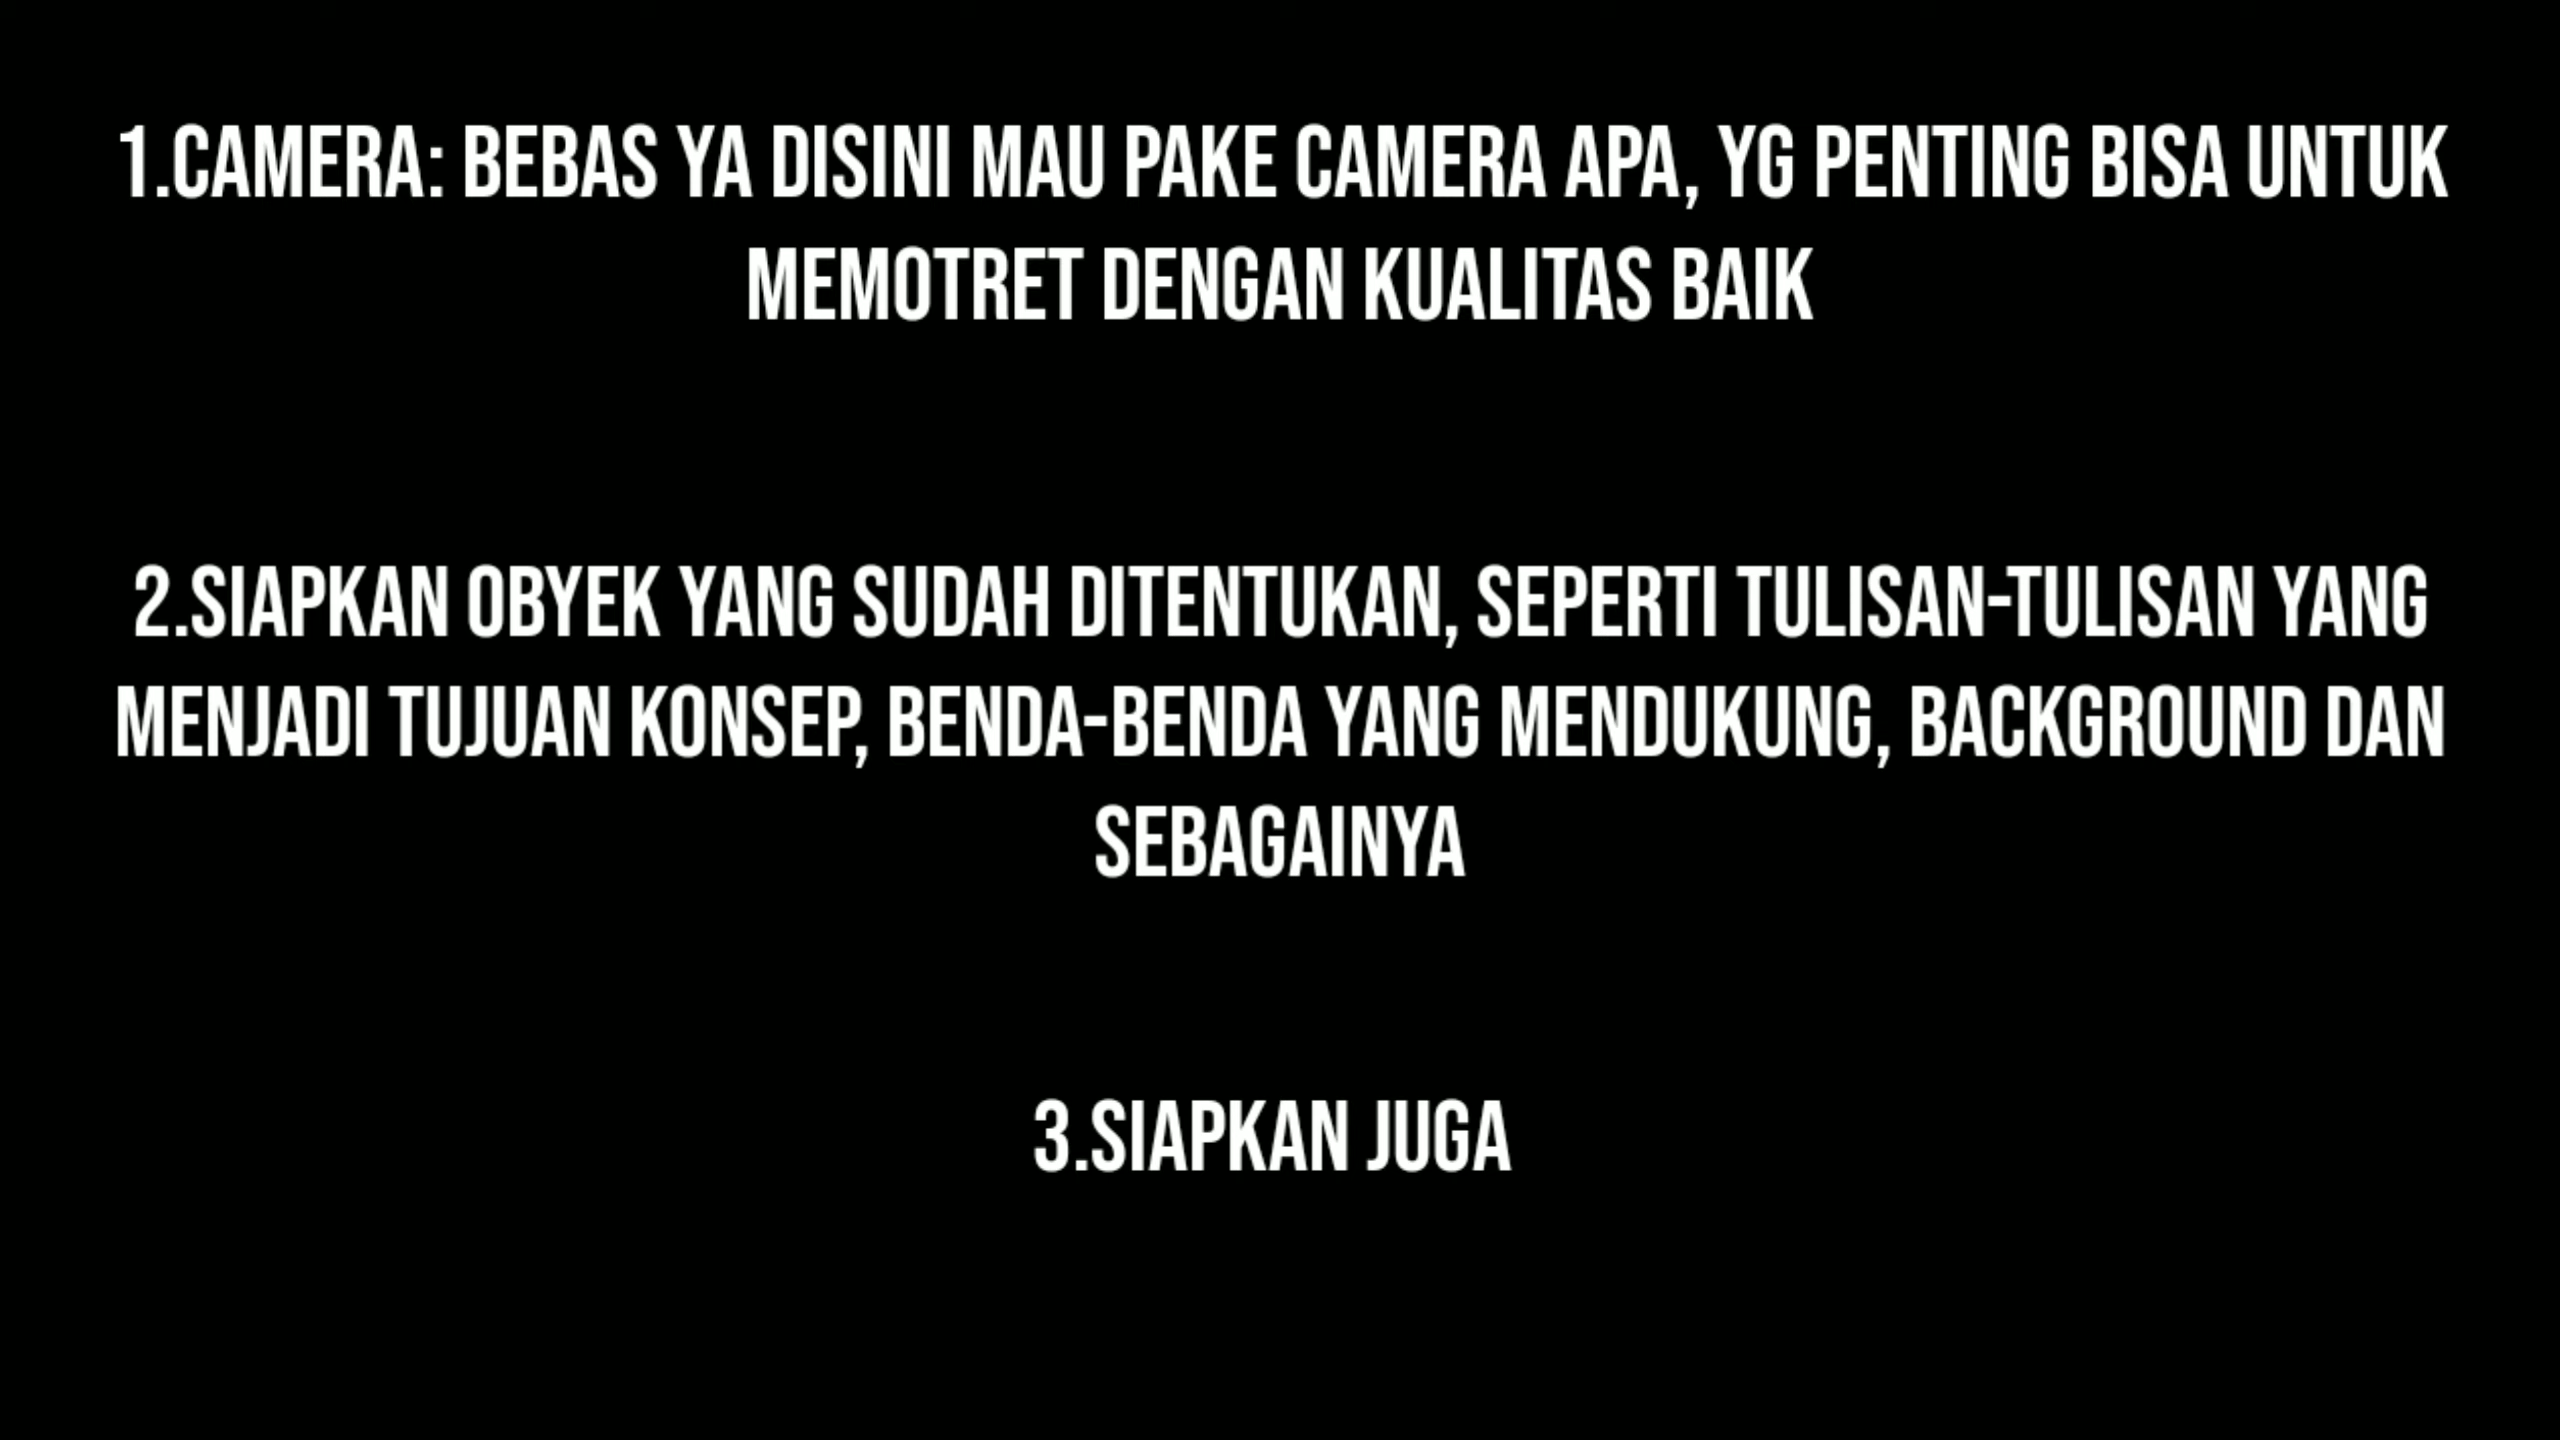 1.CAMERA: BEBAS YA DISINI MAU PAKE CAMERA APA, YG PENTING BISA UNTUK
MEMOTRET DENGAN KUALITAS BAIK
2.SIAPKAN OBYEK YANG SUDAH DITENTUKAN, SEPERTI TULISAN-TULISAN YANG
MENJADI TUJUAN KONSEP, BENDA-BENDA YANG MENDUKUNG, BACKGROUND DAN
SEBAGAINYA
3.SIAPKAN JUGA